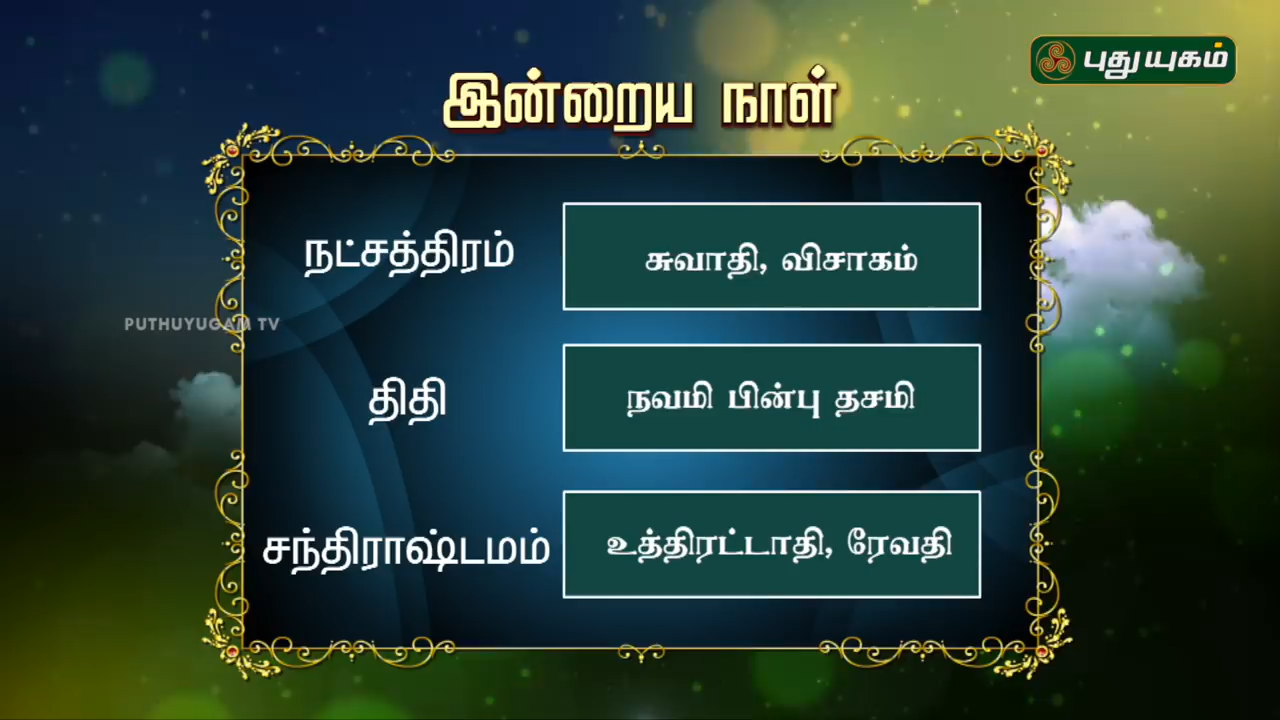 புதுயுகம்
இன்றைய நாள்
நட்சத்திரம் சுவாதி, விசாகம்
PUTHUYUGAM TV
திதி நவமி பின்பு தசமி
சந்திராஷ்டமம் உத்திரட்டாதி, ரேவதி